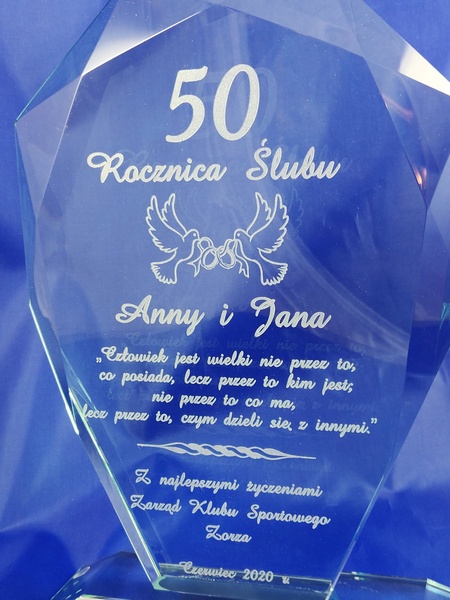 50
Rocznica Ślubu
Anny i Jana
„Człowiek jest wielki nie przez to,
co posiada, lecz przez to kim jest;
nie przez to co ma,
lecz przez to, czym dzieli się z innymi.”
Z najlepszymi życzeniami
Zarząd Klubu Sportowego
Zorza
Czerwiec 2020 r.